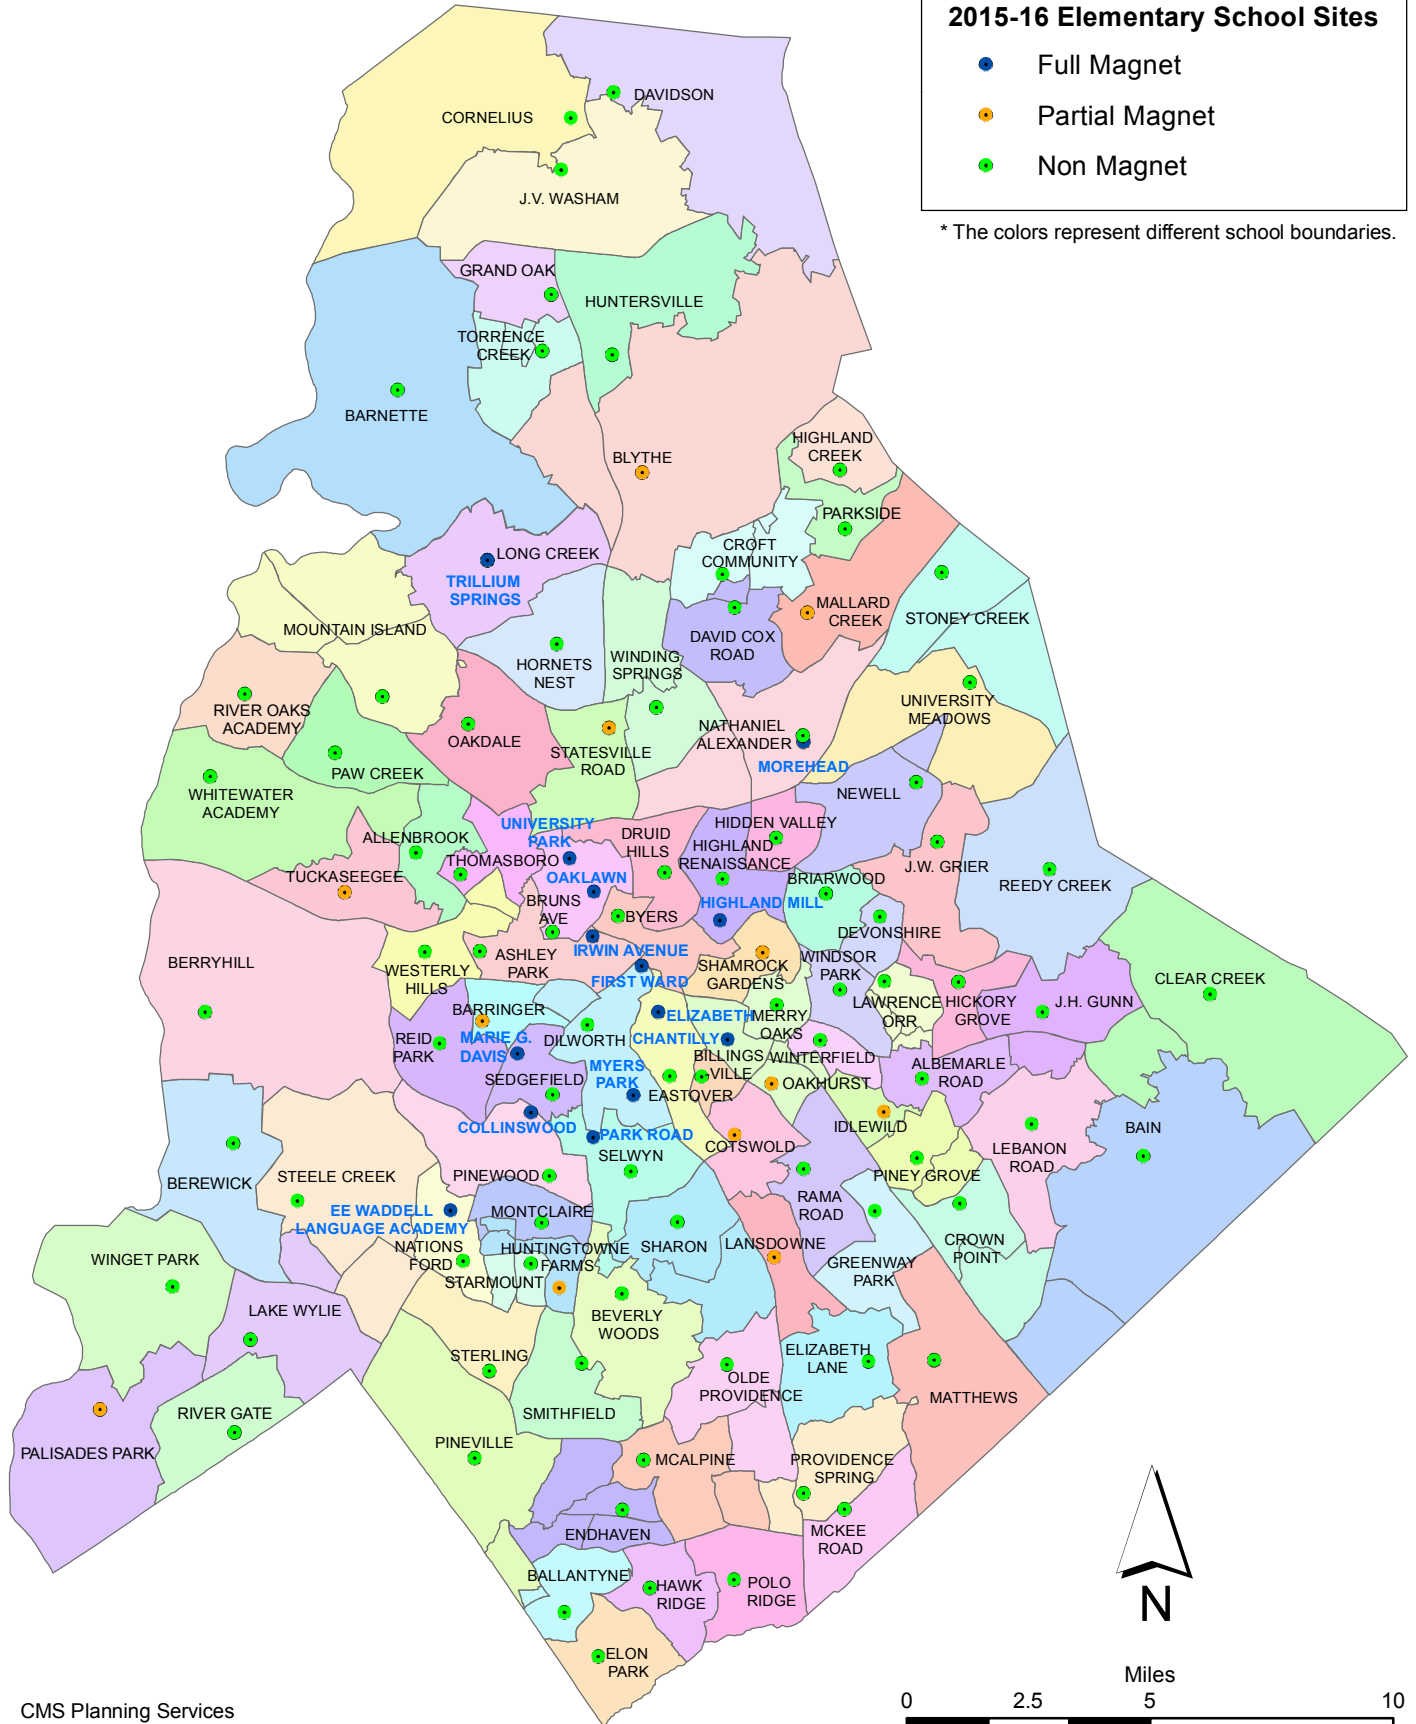 2015-16 Elementary School Sites
Full Magnet
Partial Magnet
Non Magnet
* The colors represent different school boundaries.
DAVIDSON
CORNELIUS
J.V. WASHAM
GRAND OAK
HUNTERSVILLE
TORRENCE
CREEK
BARNETTE
BLYTHE
HIGHLAND
CREEK
PARKSIDE
CROFT
COMMUNITY
LONG CREEK
TRILLIUM
SPRINGS
MALLARD
CREEK
STONEY CREEK
MOUNTAIN ISLAND
DAVID COX
ROAD
HORNETS
NEST
WINDING
SPRINGS
RIVER OAKS
ACADEMY
UNIVERSITY
MEADOWS
NATHANIEL
ALEXANDER
OAKDALE
STATESVILLE
ROAD
MOREHEAD
PAW CREEK
WHITEWATER
ACADEMY
NEWELL
UNIVERSITY
PARK
HIDDEN VALLEY
DRUID
HILLS
ALLENBROOK
HIGHLAND
RENAISSANCE
THOMASBORO
J.W. GRIER
TUCKASEEGEE
OAKLAWN
BRIARWOOD
REEDY CREEK
BRUNS
AVE
HIGHLAND MILL
BYERS
DEVONSHIRE
IRWIN AVENUE
ASHLEY
PARK
WINDSOR
PARK
BERRYHILL
WESTERLY
HILLS
SHAMROCK
GARDENS
FIRST WARD
CLEAR CREEK
LAWRENCE
ORR
HICKORY
GROVE
J.H. GUNN
BARRINGER
ELIZABETH
MERRY
OAKS
REID
PARK
MARIE G.
DAVIS
DILWORTH
CHANTILLY
BILLINGS
-VILLE
WINTERFIELD
MYERS
PARK
ALBEMARLE
ROAD
SEDGEFIELD
OAKHURST
EASTOVER
COLLINSWOOD
PARK ROAD
IDLEWILD
BAIN
COTSWOLD
LEBANON
ROAD
SELWYN
PINEWOOD
PINEY GROVE
STEELE CREEK
BEREWICK
RAMA
ROAD
EE WADDELL
LANGUAGE ACADEMY
MONTCLAIRE
NATIONS
FORD
HUNTINGTOWNE
FARMS
SHARON
LANSDOWNE
CROWN
POINT
WINGET PARK
GREENWAY
PARK
STARMOUNT
LAKE WYLIE
BEVERLY
WOODS
ELIZABETH
LANE
STERLING
OLDE
PROVIDENCE
MATTHEWS
RIVER GATE
SMITHFIELD
PALISADES PARK
PINEVILLE
MCALPINE
PROVIDENCE
SPRING
ENDHAVEN
MCKEE
ROAD
BALLANTYNE
HAWK
RIDGE
POLO
RIDGE
N
ELON
PARK
Miles
0 2.5 5 10
CMS Planning Services